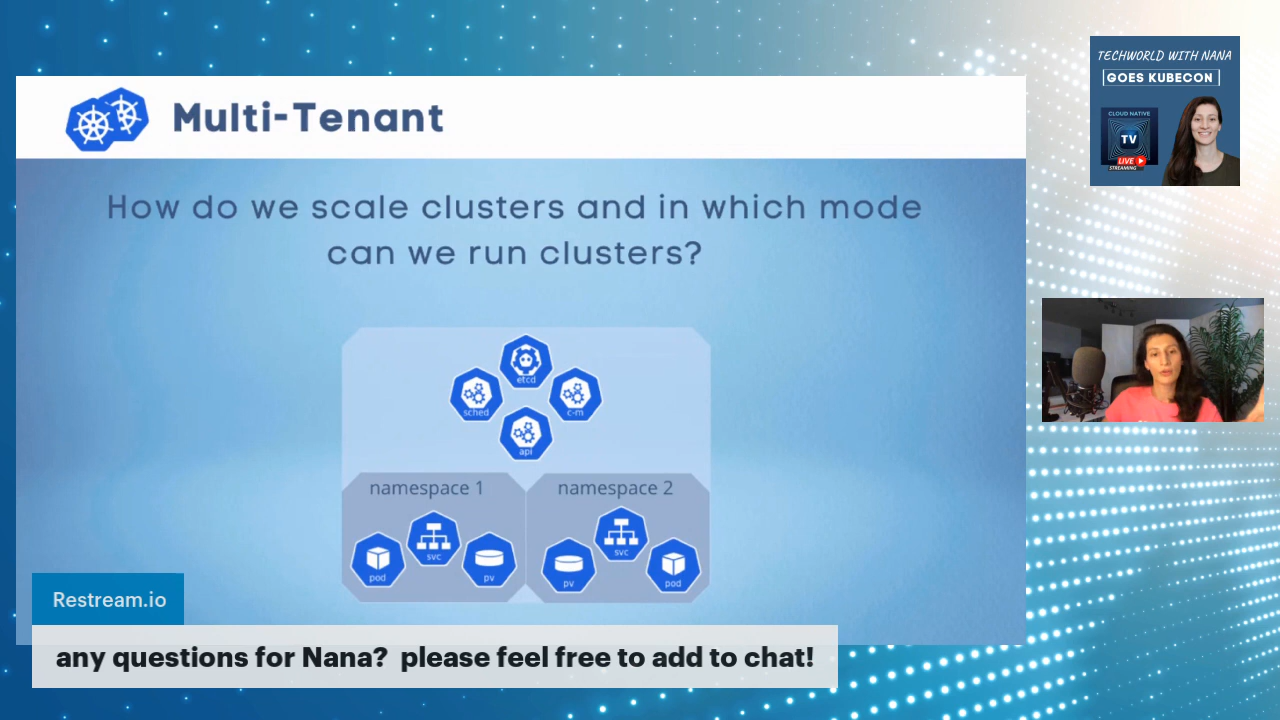 Multi-Tenant
How do we scale clusters and in which mode
can we run clusters?
etcd
sched
c-m
api
namespace 1
namespace 2
svc
pod
pv
svc
pv
pod
Restream.io
any questions for Nana? please feel free to add to chat!
TECHWORLD WITH NANA
GOES KUBECON
CLOUD NATIVE
TV
LIVE
STREAMING